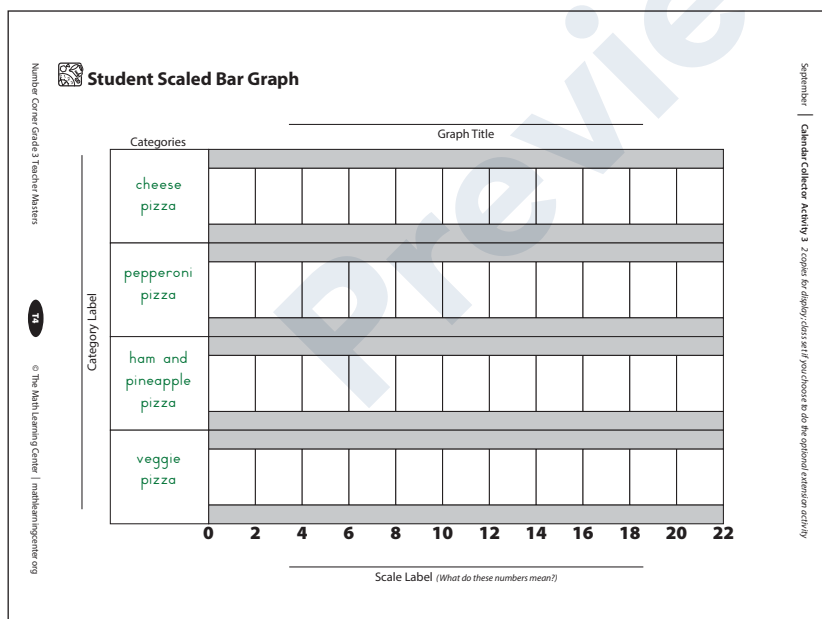 Student Scaled Bar Graph
Graph Title
Categories
cheese
pizza
pepperoni
pizza
ham and
pineapple
pizza
veggie
pizza
Category Label
0 2 4 6 8 10 12 14 16 18 20 22
Scale Label (What do these numbers mean?)
Number Corner Grade 3 Teacher Masters
T4
© The Math Learning Center | mathlearningcenter.org
September | Calendar Collector Activity 3 2 copies for display; class set if you choose to do the optional extension activity
Previe